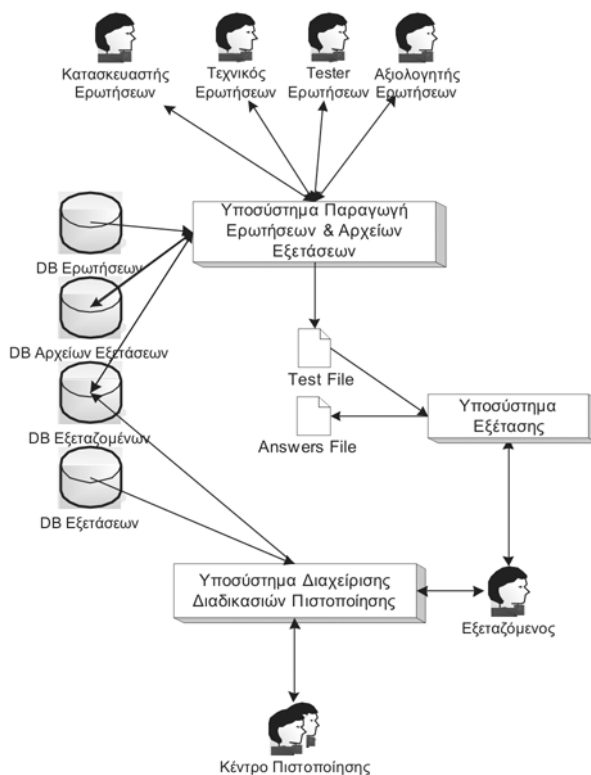 Κατασκευαστής
Ερωτήσεων
Τεχνικός
Ερωτήσεων
Tester
Ερωτήσεων
Αξιολογητής
Ερωτήσεων
Υποσύστημα Παραγωγή
Ερωτήσεων & Αρχείων
Εξετάσεων
DB Ερωτήσεων
DB Αρχείων Εξετάσεων
Test File
DB Εξεταζομένων
Answers File
Υποσύστημα
Εξέτασης
DB Εξετάσεων
Υποσύστημα Διαχείρισης
Διαδικασιών Πιστοποίησης
Εξεταζόμενος
Κέντρο Πιστοποίησης